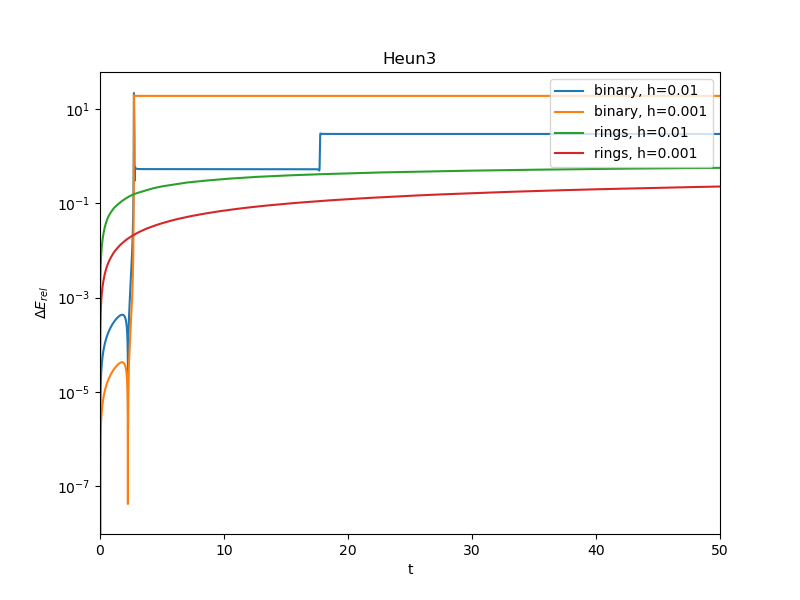 Heun3
binary, h=0.01
binary, h=0.001
rings, h=0.01
rings, h=0.001
10¹
10⁻¹
10⁻³
10⁻⁵
10⁻⁷
ΔE_rel
0 10 20 30 40 50
t